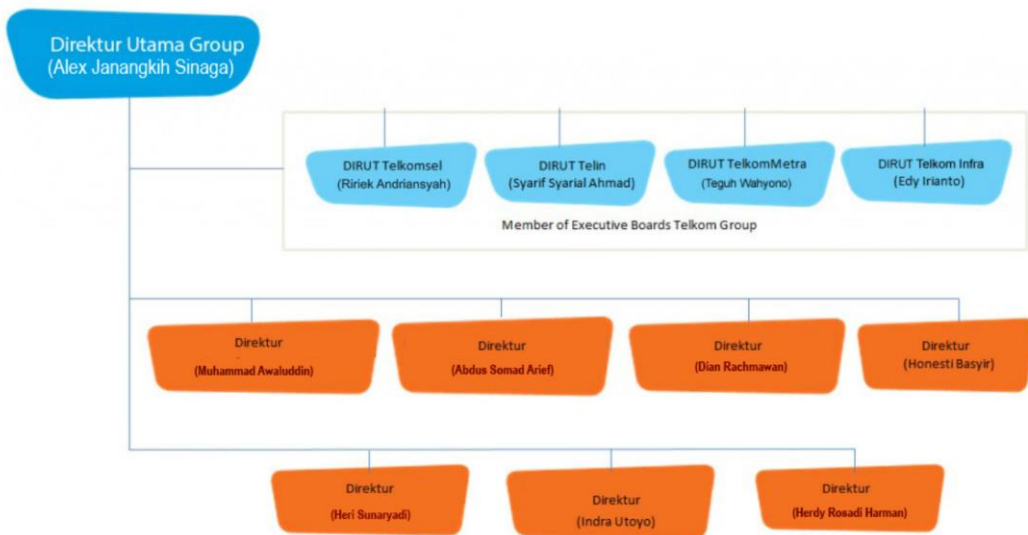 Direktur Utama Group
(Alex Janangkih Sinaga)
DIRUT Telkomsel
(Ririek Andriansyah)
DIRUT Telin
(Syarif Syarial Ahmad)
DIRUT TelkomMetra
(Teguh Wahyono)
DIRUT Telkom Infra
(Edy Irianto)
Member of Executive Boards Telkom Group
Direktur
(Muhammad Awaluddin)
Direktur
(Abdus Somad Arief)
Direktur
(Dian Rachmawan)
Direktur
(Honesti Basyir)
Direktur
(Heri Sunaryadi)
Direktur
(Indra Utoyo)
Direktur
(Herdy Rosadi Harman)